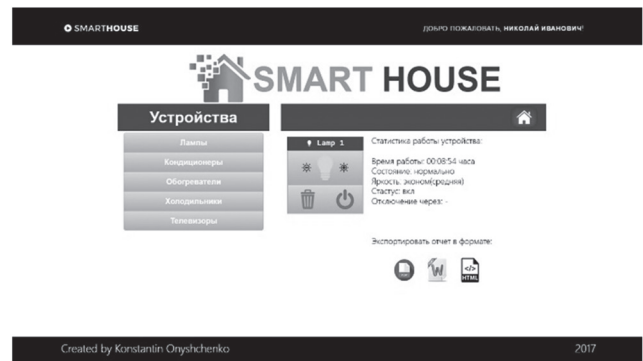 SMARTHOUSE
ДОБРО ПОЖАЛОВАТЬ, НИКОЛАЙ ИВАНОВИЧ!
SMART HOUSE
Устройства
Лампы
Кондиционеры
Обогреватели
Холодильники
Телевизоры
Lamp 1
Статистика работы устройства:
Время работы: 00:08:54 часа
Состояние: нормально
Яркость: эконом(средняя)
Стастус: вкл
Отключение через: -
Экспортировать отчет в формате:
W
</>
HTML
Created by Konstantin Onyshchenko
2017